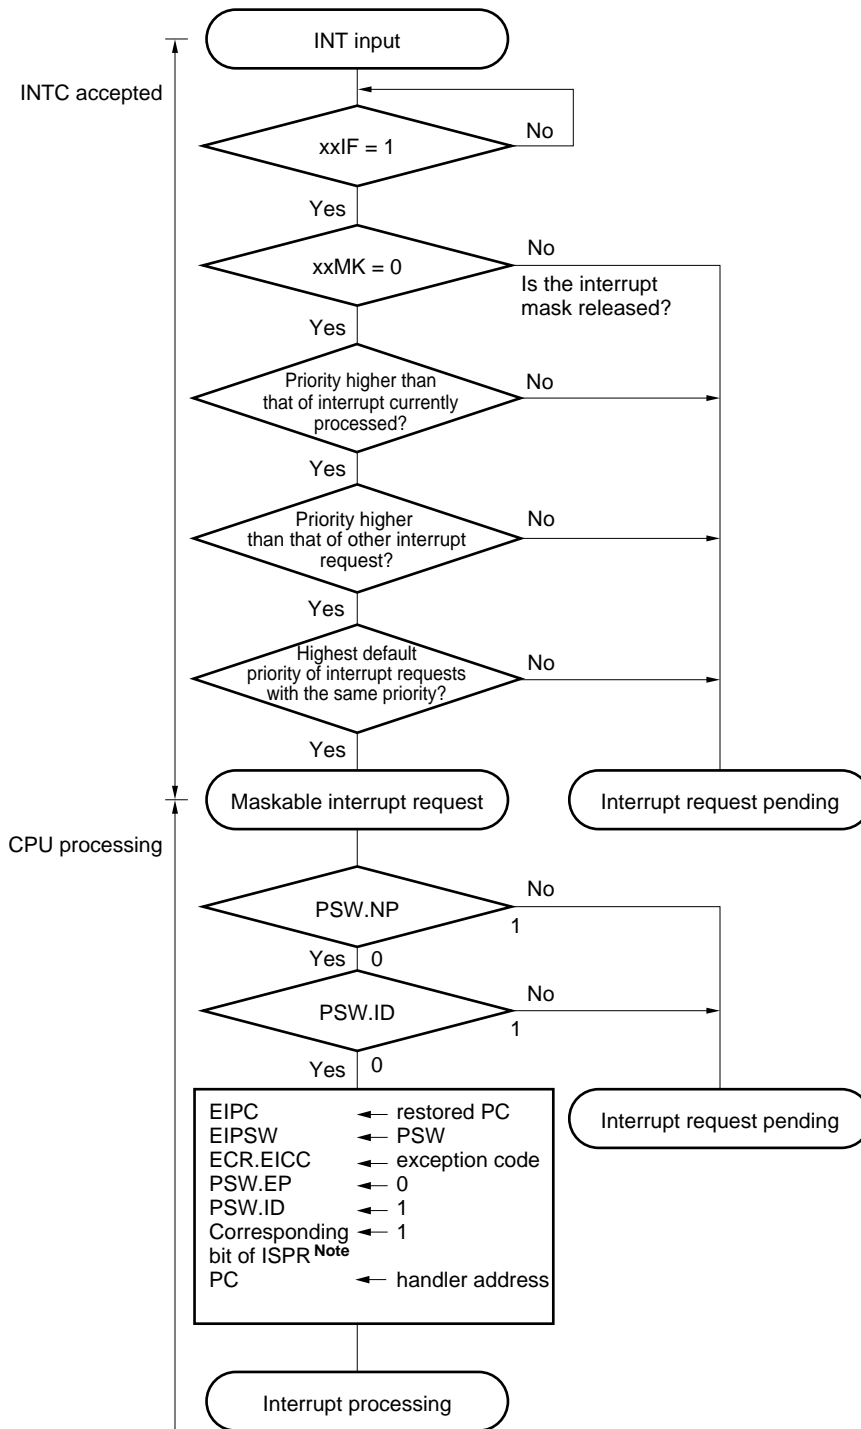 INT input
INTC accepted
No
xxIF = 1
Yes
No
xxMK = 0
Is the interrupt
mask released?
Yes
Priority higher than
that of interrupt currently
processed?
No
Yes
Priority higher
than that of other interrupt
request?
No
Yes
Highest default
priority of interrupt requests
with the same priority?
No
Yes
Maskable interrupt request
Interrupt request pending
CPU processing
No
PSW.NP
1
Yes 0
No
PSW.ID
1
Yes 0
EIPC ← restored PC
EIPSW ← PSW
ECR.EICC ← exception code
PSW.EP ← 0
PSW.ID ← 1
Corresponding ← 1
bit of ISPR Note
PC ← handler address
Interrupt request pending
Interrupt processing